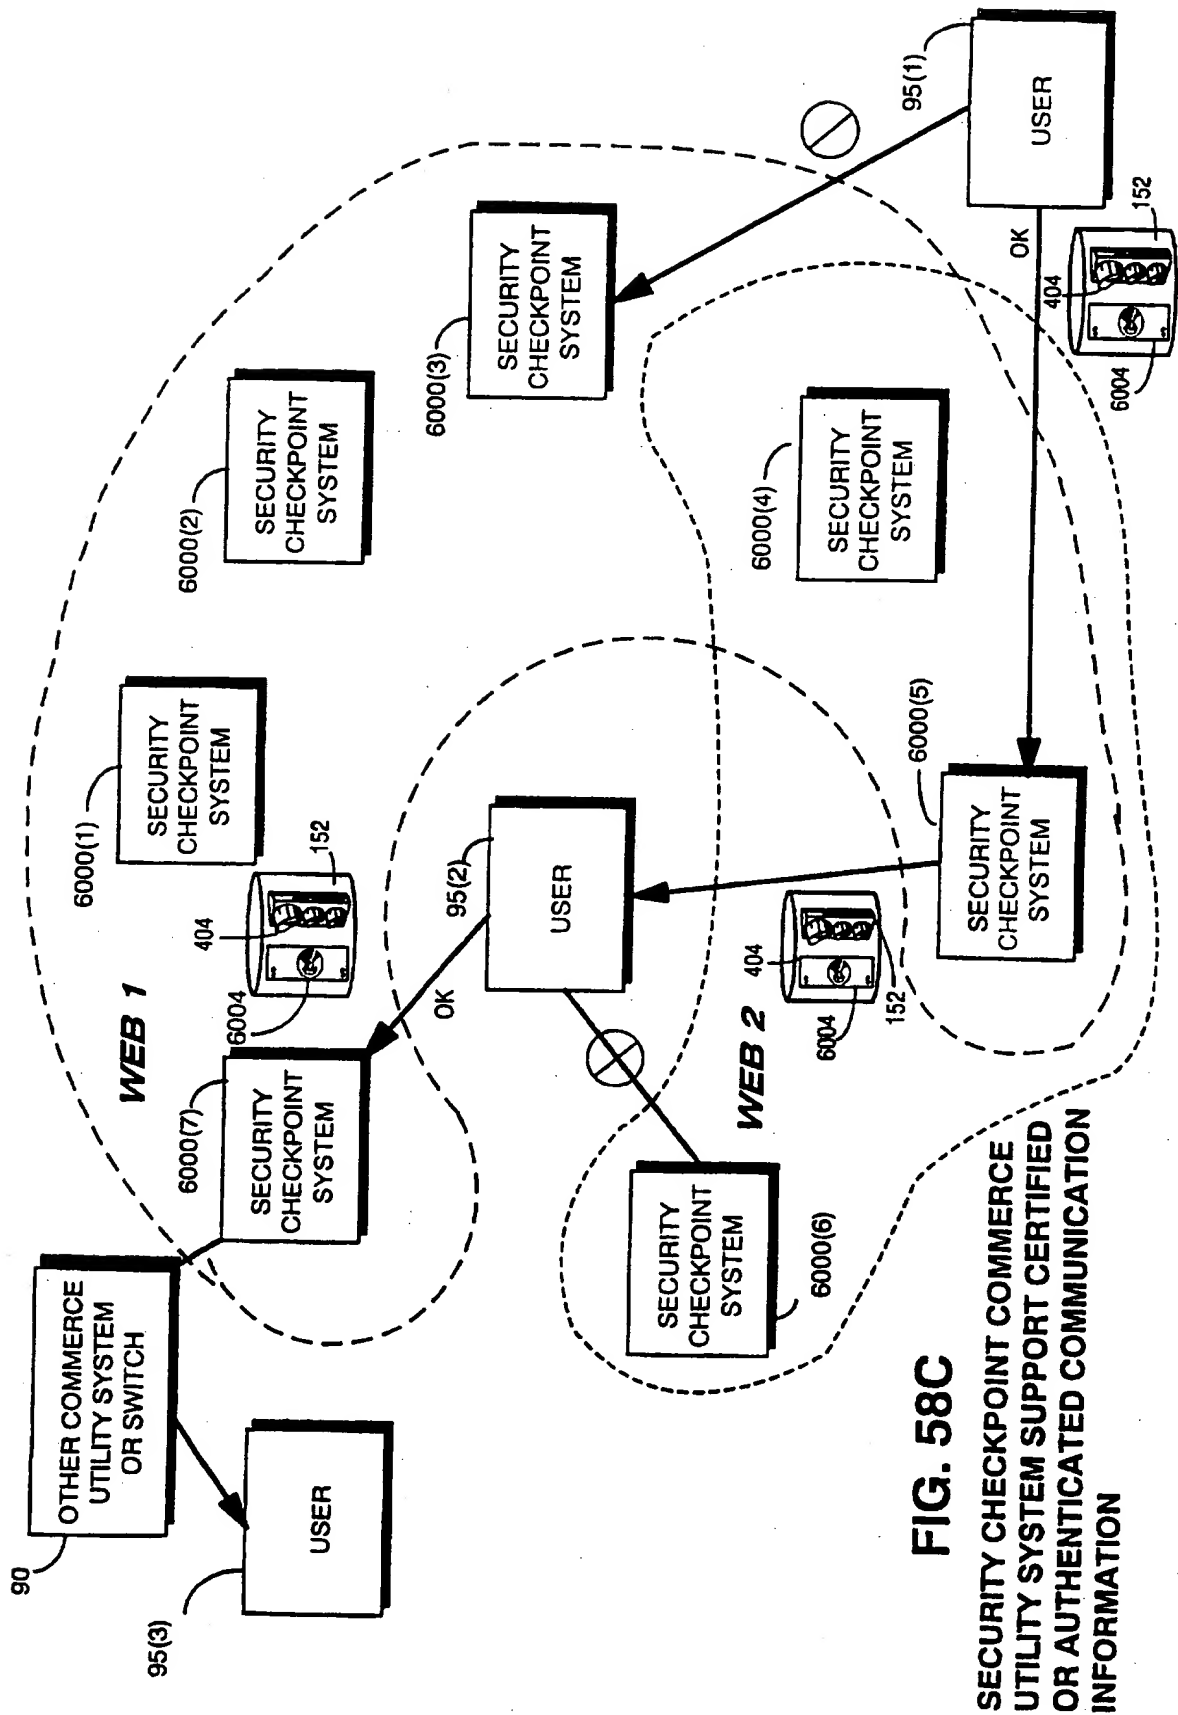 90
OTHER COMMERCE
UTILITY SYSTEM
OR SWITCH
95(3)
USER
WEB 1
6000(7)
SECURITY
CHECKPOINT
SYSTEM
6004
404
152
6000(1)
SECURITY
CHECKPOINT
SYSTEM
6000(2)
SECURITY
CHECKPOINT
SYSTEM
6000(3)
SECURITY
CHECKPOINT
SYSTEM
OK
95(2)
USER
SECURITY
CHECKPOINT
SYSTEM
6000(6)
WEB 2
404
6004
152
6000(4)
SECURITY
CHECKPOINT
SYSTEM
6000(5)
SECURITY
CHECKPOINT
SYSTEM
95(1)
USER
OK
404
152
6004
FIG. 58C
SECURITY CHECKPOINT COMMERCE
UTILITY SYSTEM SUPPORT CERTIFIED
OR AUTHENTICATED COMMUNICATION
INFORMATION